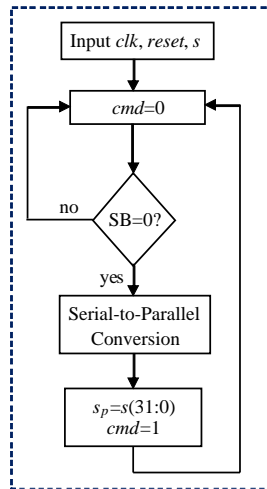 Input clk, reset, s
cmd=0
no
SB=0?
yes
Serial-to-Parallel
Conversion
sₚ=s(31:0)
cmd=1